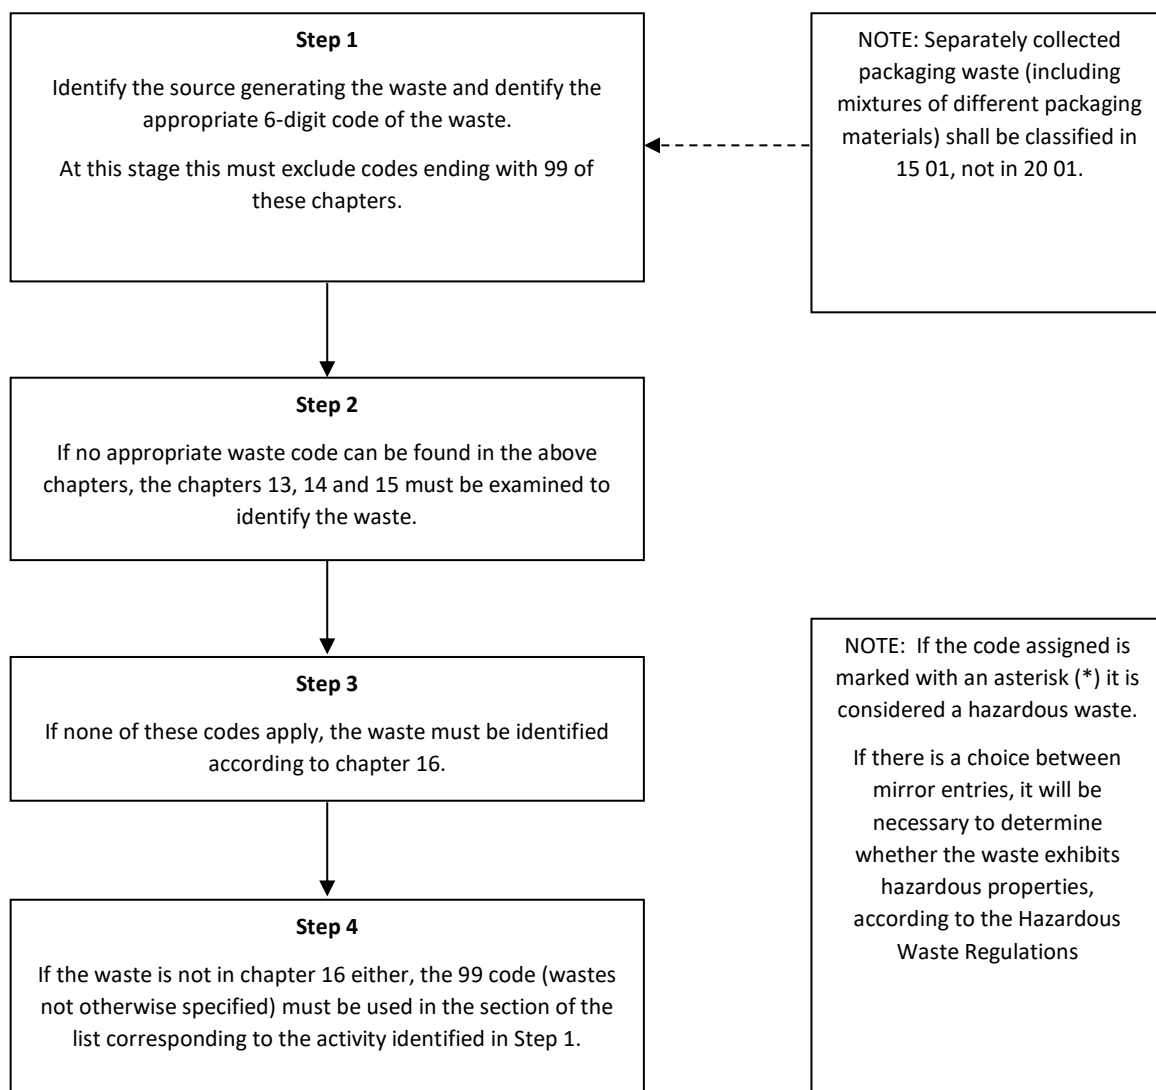 Step 1
Identify the source generating the waste and dentify the
appropriate 6-digit code of the waste.
At this stage this must exclude codes ending with 99 of
these chapters.
NOTE: Separately collected
packaging waste (including
mixtures of different packaging
materials) shall be classified in
15 01, not in 20 01.
Step 2
If no appropriate waste code can be found in the above
chapters, the chapters 13, 14 and 15 must be examined to
identify the waste.
Step 3
If none of these codes apply, the waste must be identified
according to chapter 16.
Step 4
If the waste is not in chapter 16 either, the 99 code (wastes
not otherwise specified) must be used in the section of the
list corresponding to the activity identified in Step 1.
NOTE:  If the code assigned is
marked with an asterisk (*) it is
considered a hazardous waste.
If there is a choice between
mirror entries, it will be
necessary to determine
whether the waste exhibits
hazardous properties,
according to the Hazardous
Waste Regulations